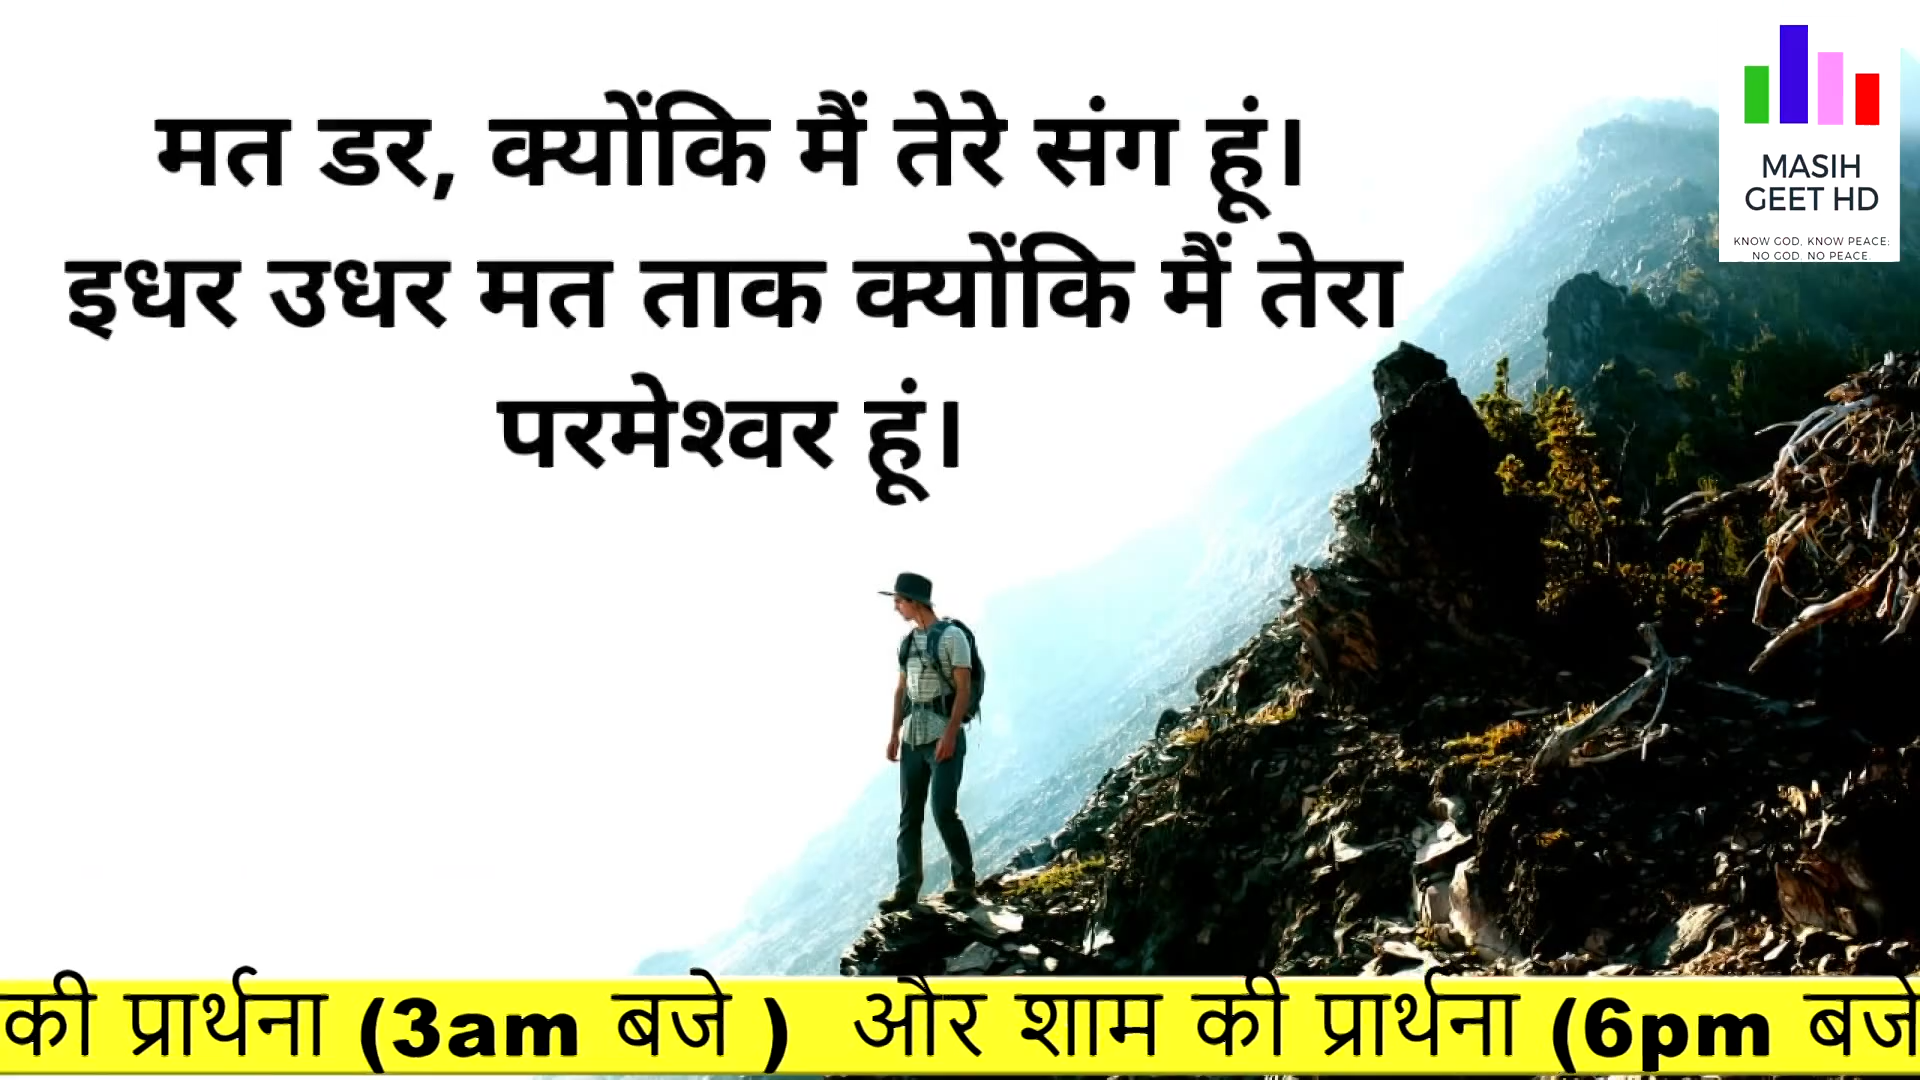 मत डर, क्योंकि मैं तेरे संग हूं।
इधर उधर मत ताक क्योंकि मैं तेरा
परमेश्वर हूं।
MASIH
GEET HD
KNOW GOD, KNOW PEACE;
NO GOD, NO PEACE.
की प्रार्थना (3am बजे ) और शाम की प्रार्थना (6pm बजे